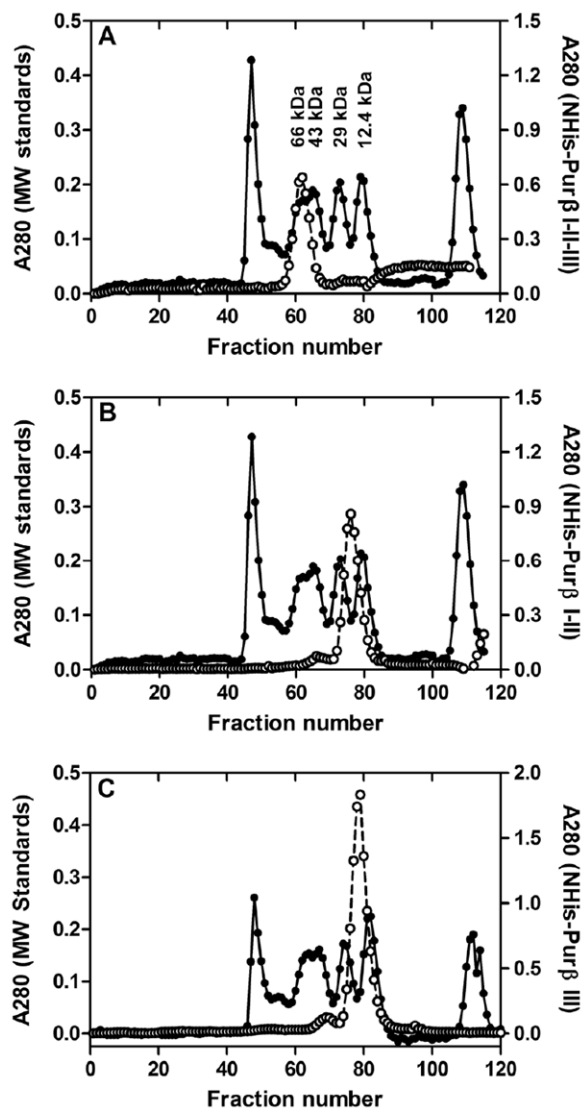 A
A280 (MW standards)
0.5
0.4
0.3
0.2
0.1
0.0
66 kDa
43 kDa
29 kDa
12.4 kDa
1.5
1.2
0.9
0.6
0.3
0.0
A280 (NHis-Purβ I-II-III)
0 20 40 60 80 100 120
Fraction number
B
A280 (MW standards)
0.5
0.4
0.3
0.2
0.1
0.0
1.5
1.2
0.9
0.6
0.3
0.0
A280 (NHis-Purβ I-II)
0 20 40 60 80 100 120
Fraction number
C
A280 (MW Standards)
0.5
0.4
0.3
0.2
0.1
0.0
2.0
1.5
1.0
0.5
0.0
A280 (NHis-Purβ III)
0 20 40 60 80 100 120
Fraction number